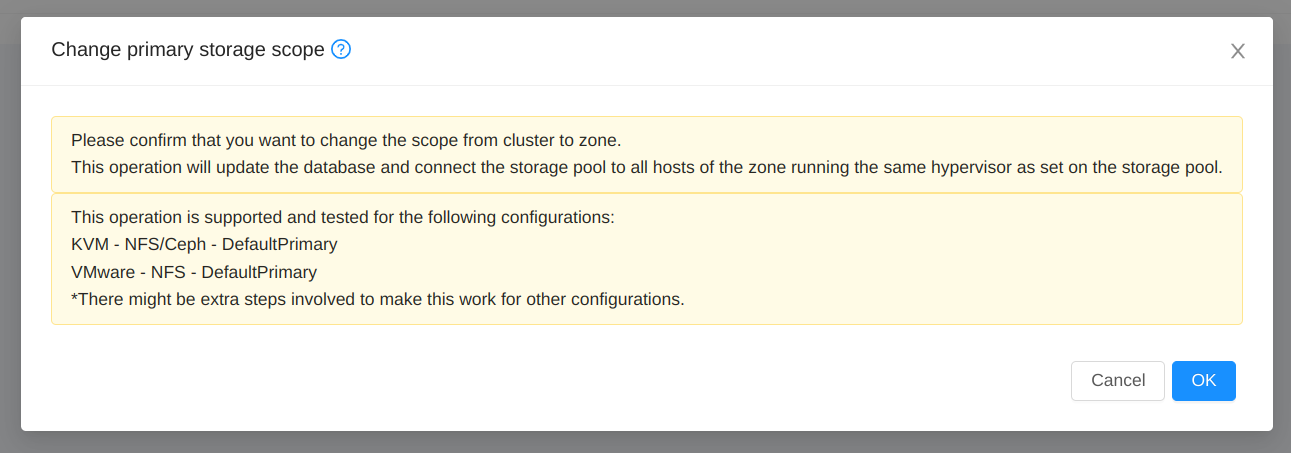 Change primary storage scope
Please confirm that you want to change the scope from cluster to zone.
This operation will update the database and connect the storage pool to all hosts of the zone running the same hypervisor as set on the storage pool.
This operation is supported and tested for the following configurations:
KVM - NFS/Ceph - DefaultPrimary
VMware - NFS - DefaultPrimary
*There might be extra steps involved to make this work for other configurations.
Cancel OK